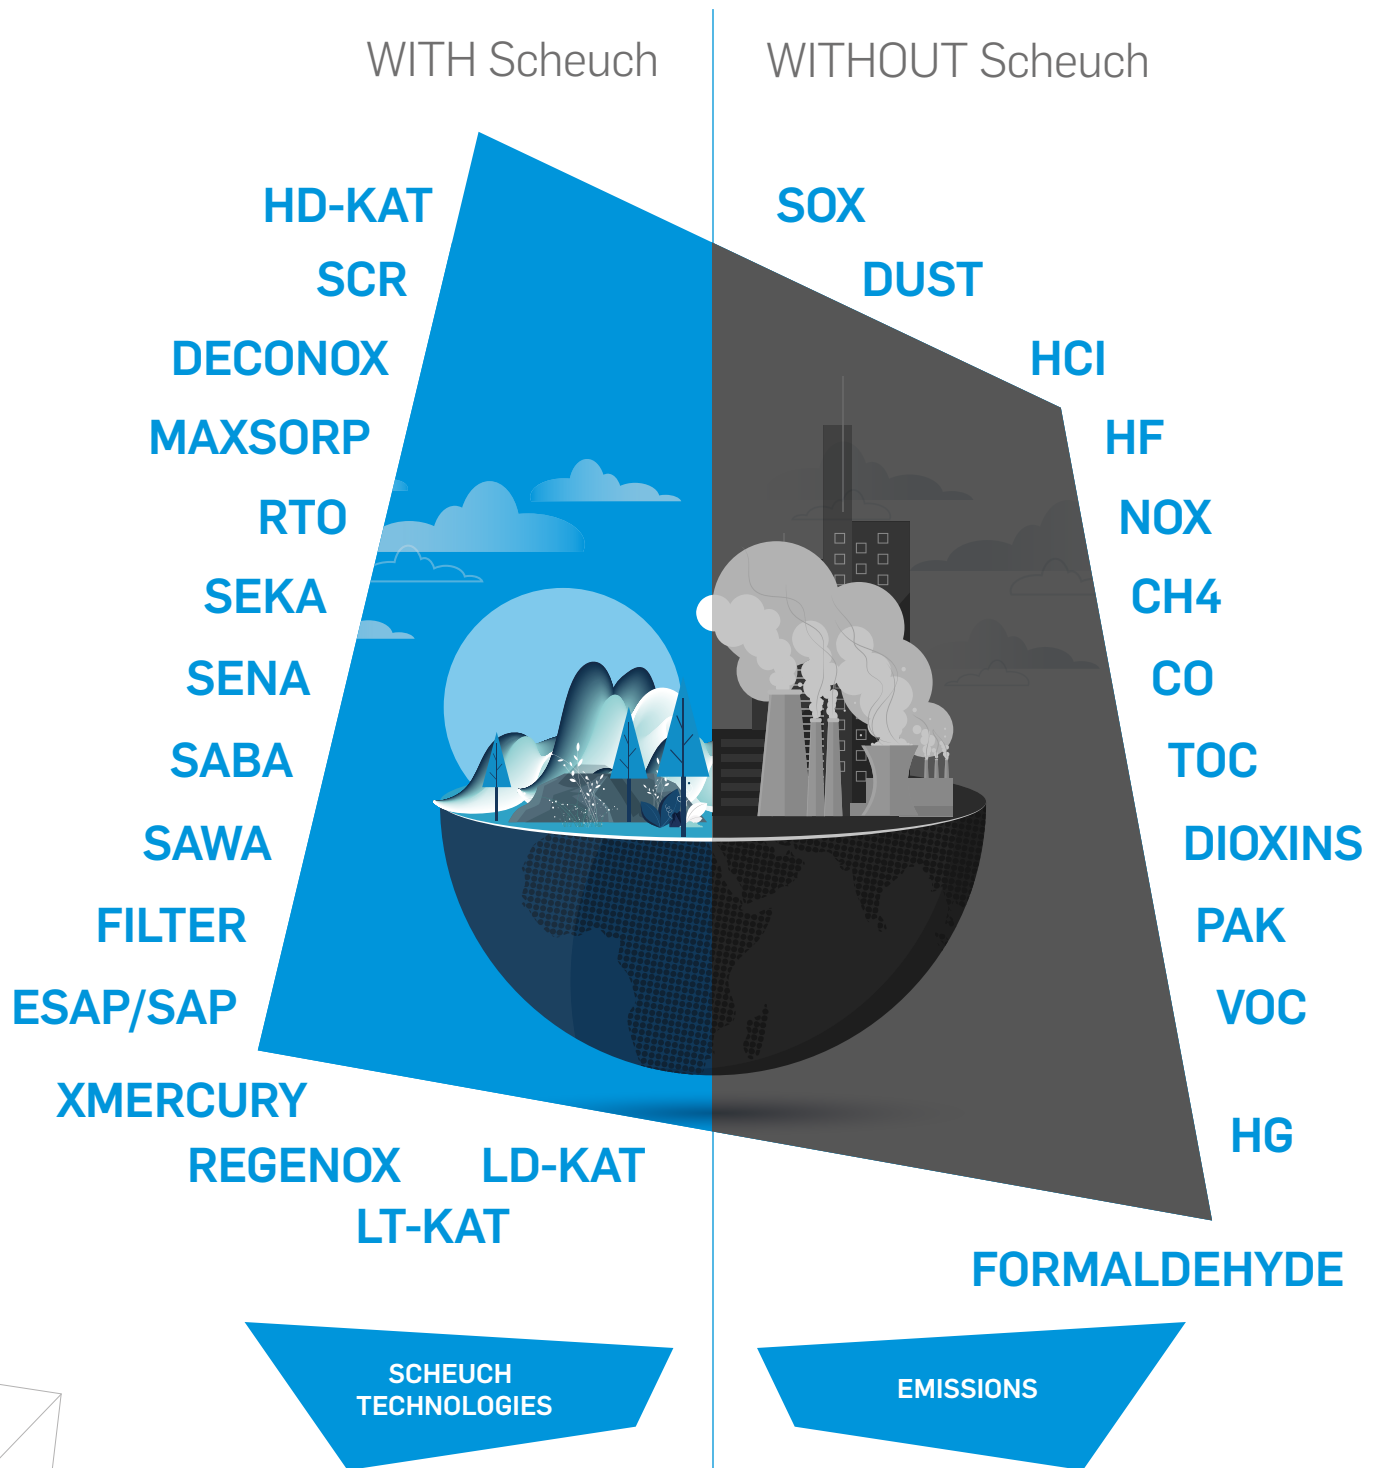 WITH Scheuch
HD-KAT
SCR
DECONOX
MAXSORP
RTO
SEKA
SENA
SABA
SAWA
FILTER
ESAP/SAP
XMERCURY
REGENOX
LD-KAT
LT-KAT
SCHEUCH
TECHNOLOGIES
WITHOUT Scheuch
SOX
DUST
HCl
HF
NOX
CH4
CO
TOC
DIOXINS
PAK
VOC
HG
FORMALDEHYDE
EMISSIONS